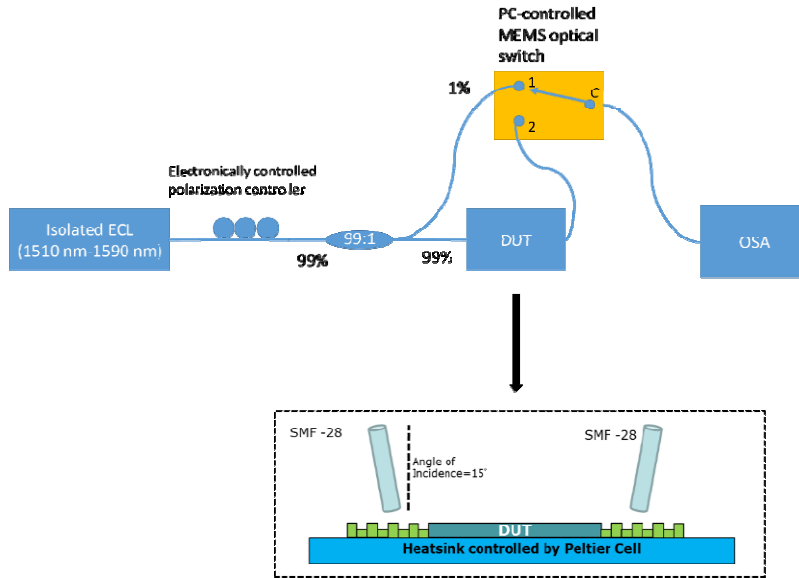 PC-controlled
MEMS optical
switch
1%
1
C
2
Electronically controlled
polarization controller
Isolated ECL
(1510 nm-1590 nm)
99:1
99%
99%
DUT
OSA
SMF -28
SMF -28
Angle of
Incidence=15°
DUT
Heatsink controlled by Peltier Cell